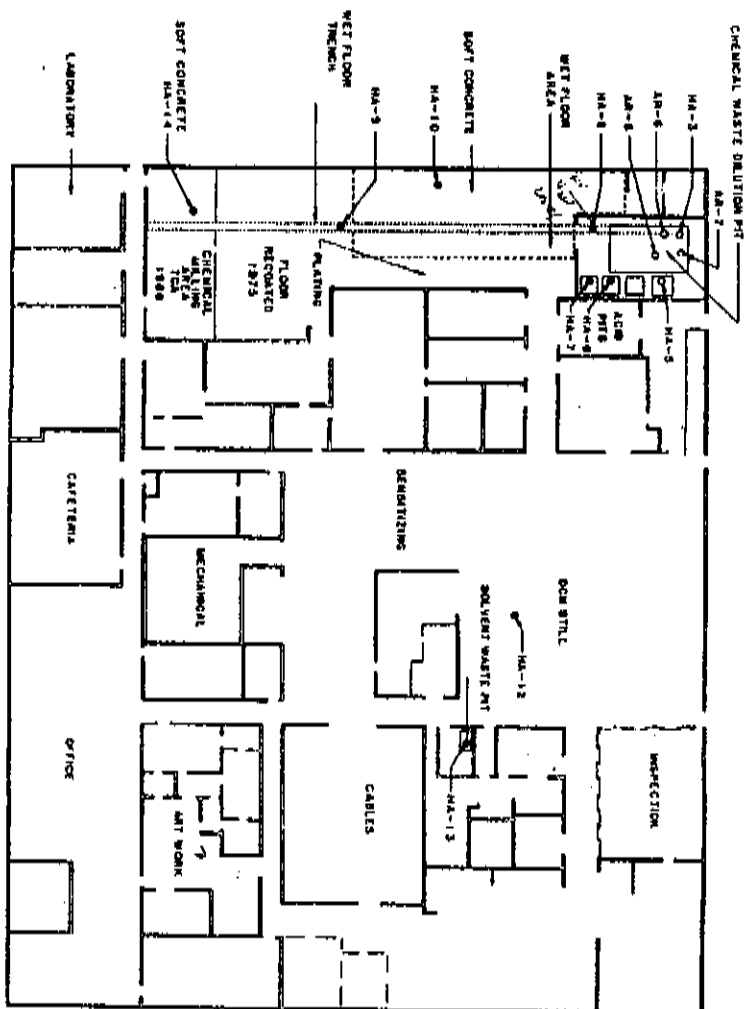 CHEMICAL WASTE DILUTION PIT
HA-3
AR-6
AR-8
HA-8
WET FLOOR
AREA
SOFT CONCRETE
HA-10
HA-9
WET FLOOR
TRENCH
SOFT CONCRETE
HA-14
LABORATORY
HA-5
ACID
PITS
HA-6
HA-7
PLATING
FLOOR
RECOATED
1975
CHEMICAL
MILLING
AREA
TCA
SENSITIZING
CAFETERIA
MECHANICAL
DCM STILL
HA-12
SOLVENT WASTE PIT
HA-13
INSPECTION
CABLES
OFFICE
ART WORK